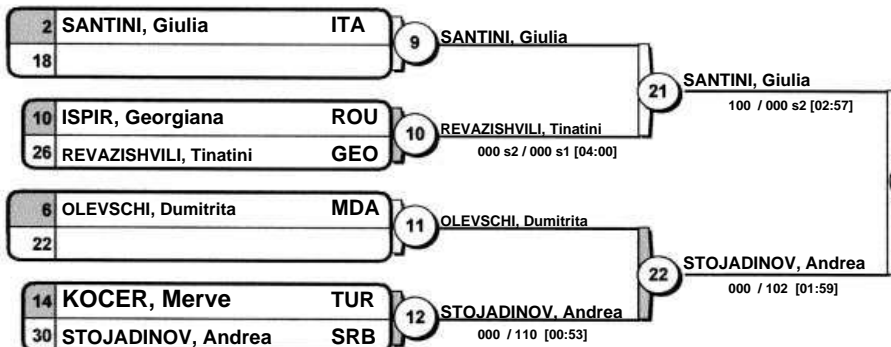 2 SANTINI, Giulia ITA
18
9
SANTINI, Giulia
10 ISPIR, Georgiana ROU
26 REVAZISHVILI, Tinatini GEO
10
REVAZISHVILI, Tinatini
000 s2 / 000 s1 [04:00]
21
SANTINI, Giulia
100 / 000 s2 [02:57]
6 OLEVSCHI, Dumitrita MDA
22
11
OLEVSCHI, Dumitrita
14 KOCER, Merve TUR
30 STOJADINOV, Andrea SRB
12
STOJADINOV, Andrea
000 / 110 [00:53]
22
STOJADINOV, Andrea
000 / 102 [01:59]